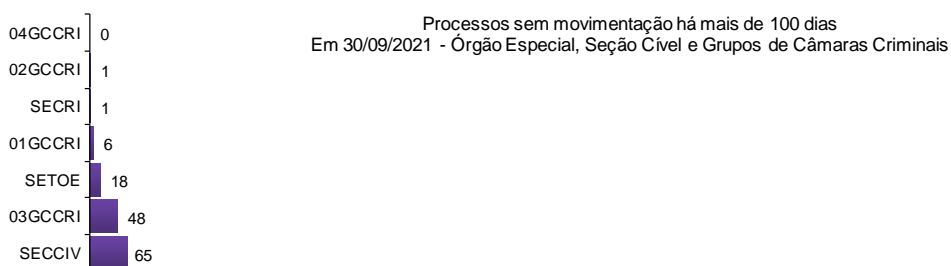 Processos sem movimentação há mais de 100 dias
Em 30/09/2021 - Órgão Especial, Seção Cível e Grupos de Câmaras Criminais
04GCCRI 0
02GCCRI 1
SECRI 1
01GCCRI 6
SETOE 18
03GCCRI 48
SECCIV 65